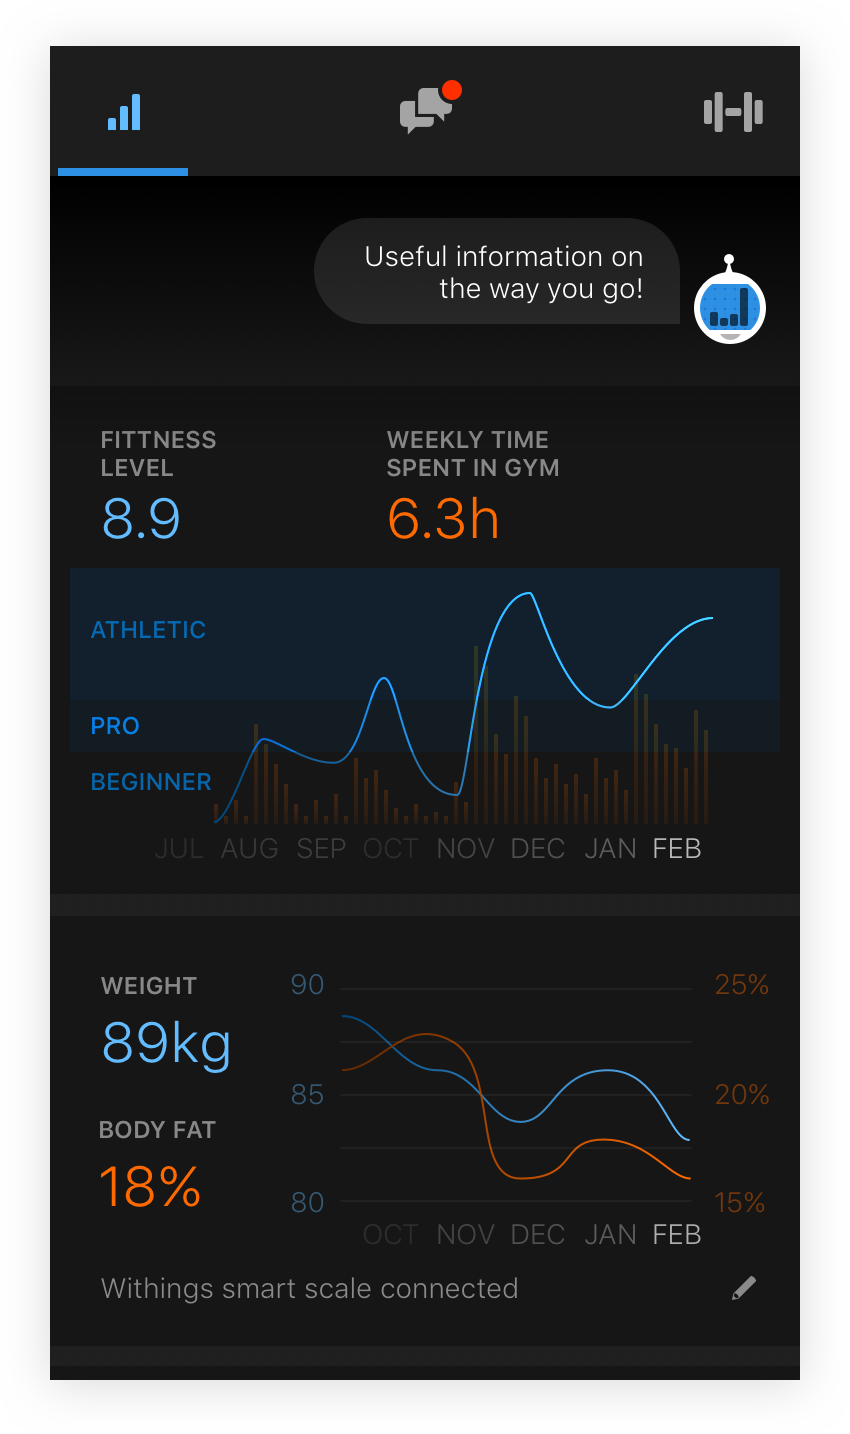 Useful information on
the way you go!
FITTNESS
LEVEL
8.9
WEEKLY TIME
SPENT IN GYM
6.3h
ATHLETIC
PRO
BEGINNER
JUL AUG SEP OCT NOV DEC JAN FEB
WEIGHT
89kg
BODY FAT
18%
90
85
80
25%
20%
15%
OCT NOV DEC JAN FEB
Withings smart scale connected